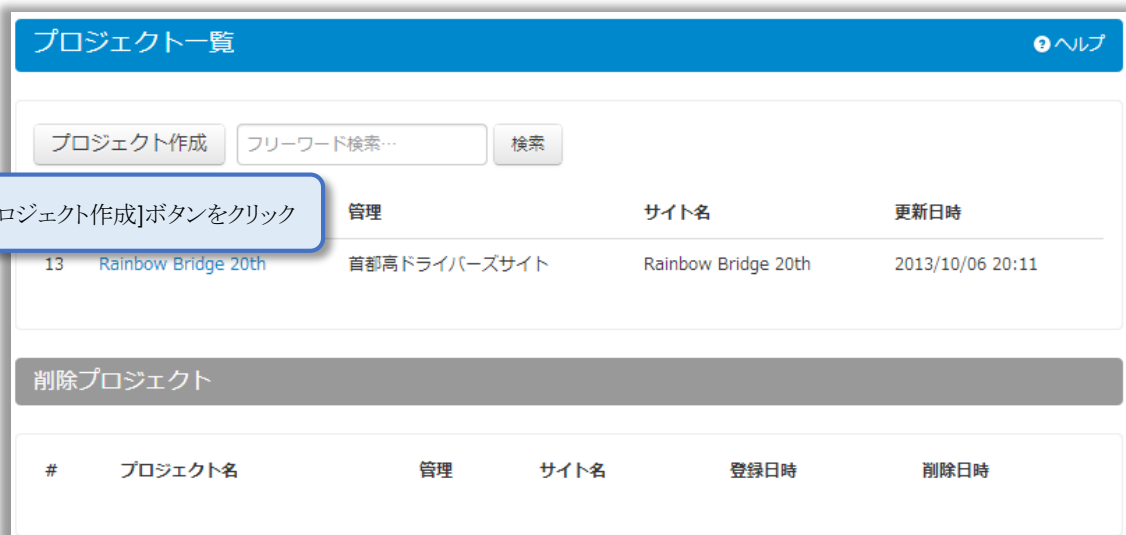 プロジェクト一覧 ?ヘルプ
プロジェクト作成 フリーワード検索… 検索
ロジェクト作成]ボタンをクリック 管理 サイト名 更新日時
13 Rainbow Bridge 20th 首都高ドライバーズサイト Rainbow Bridge 20th 2013/10/06 20:11
削除プロジェクト
# プロジェクト名 管理 サイト名 登録日時 削除日時